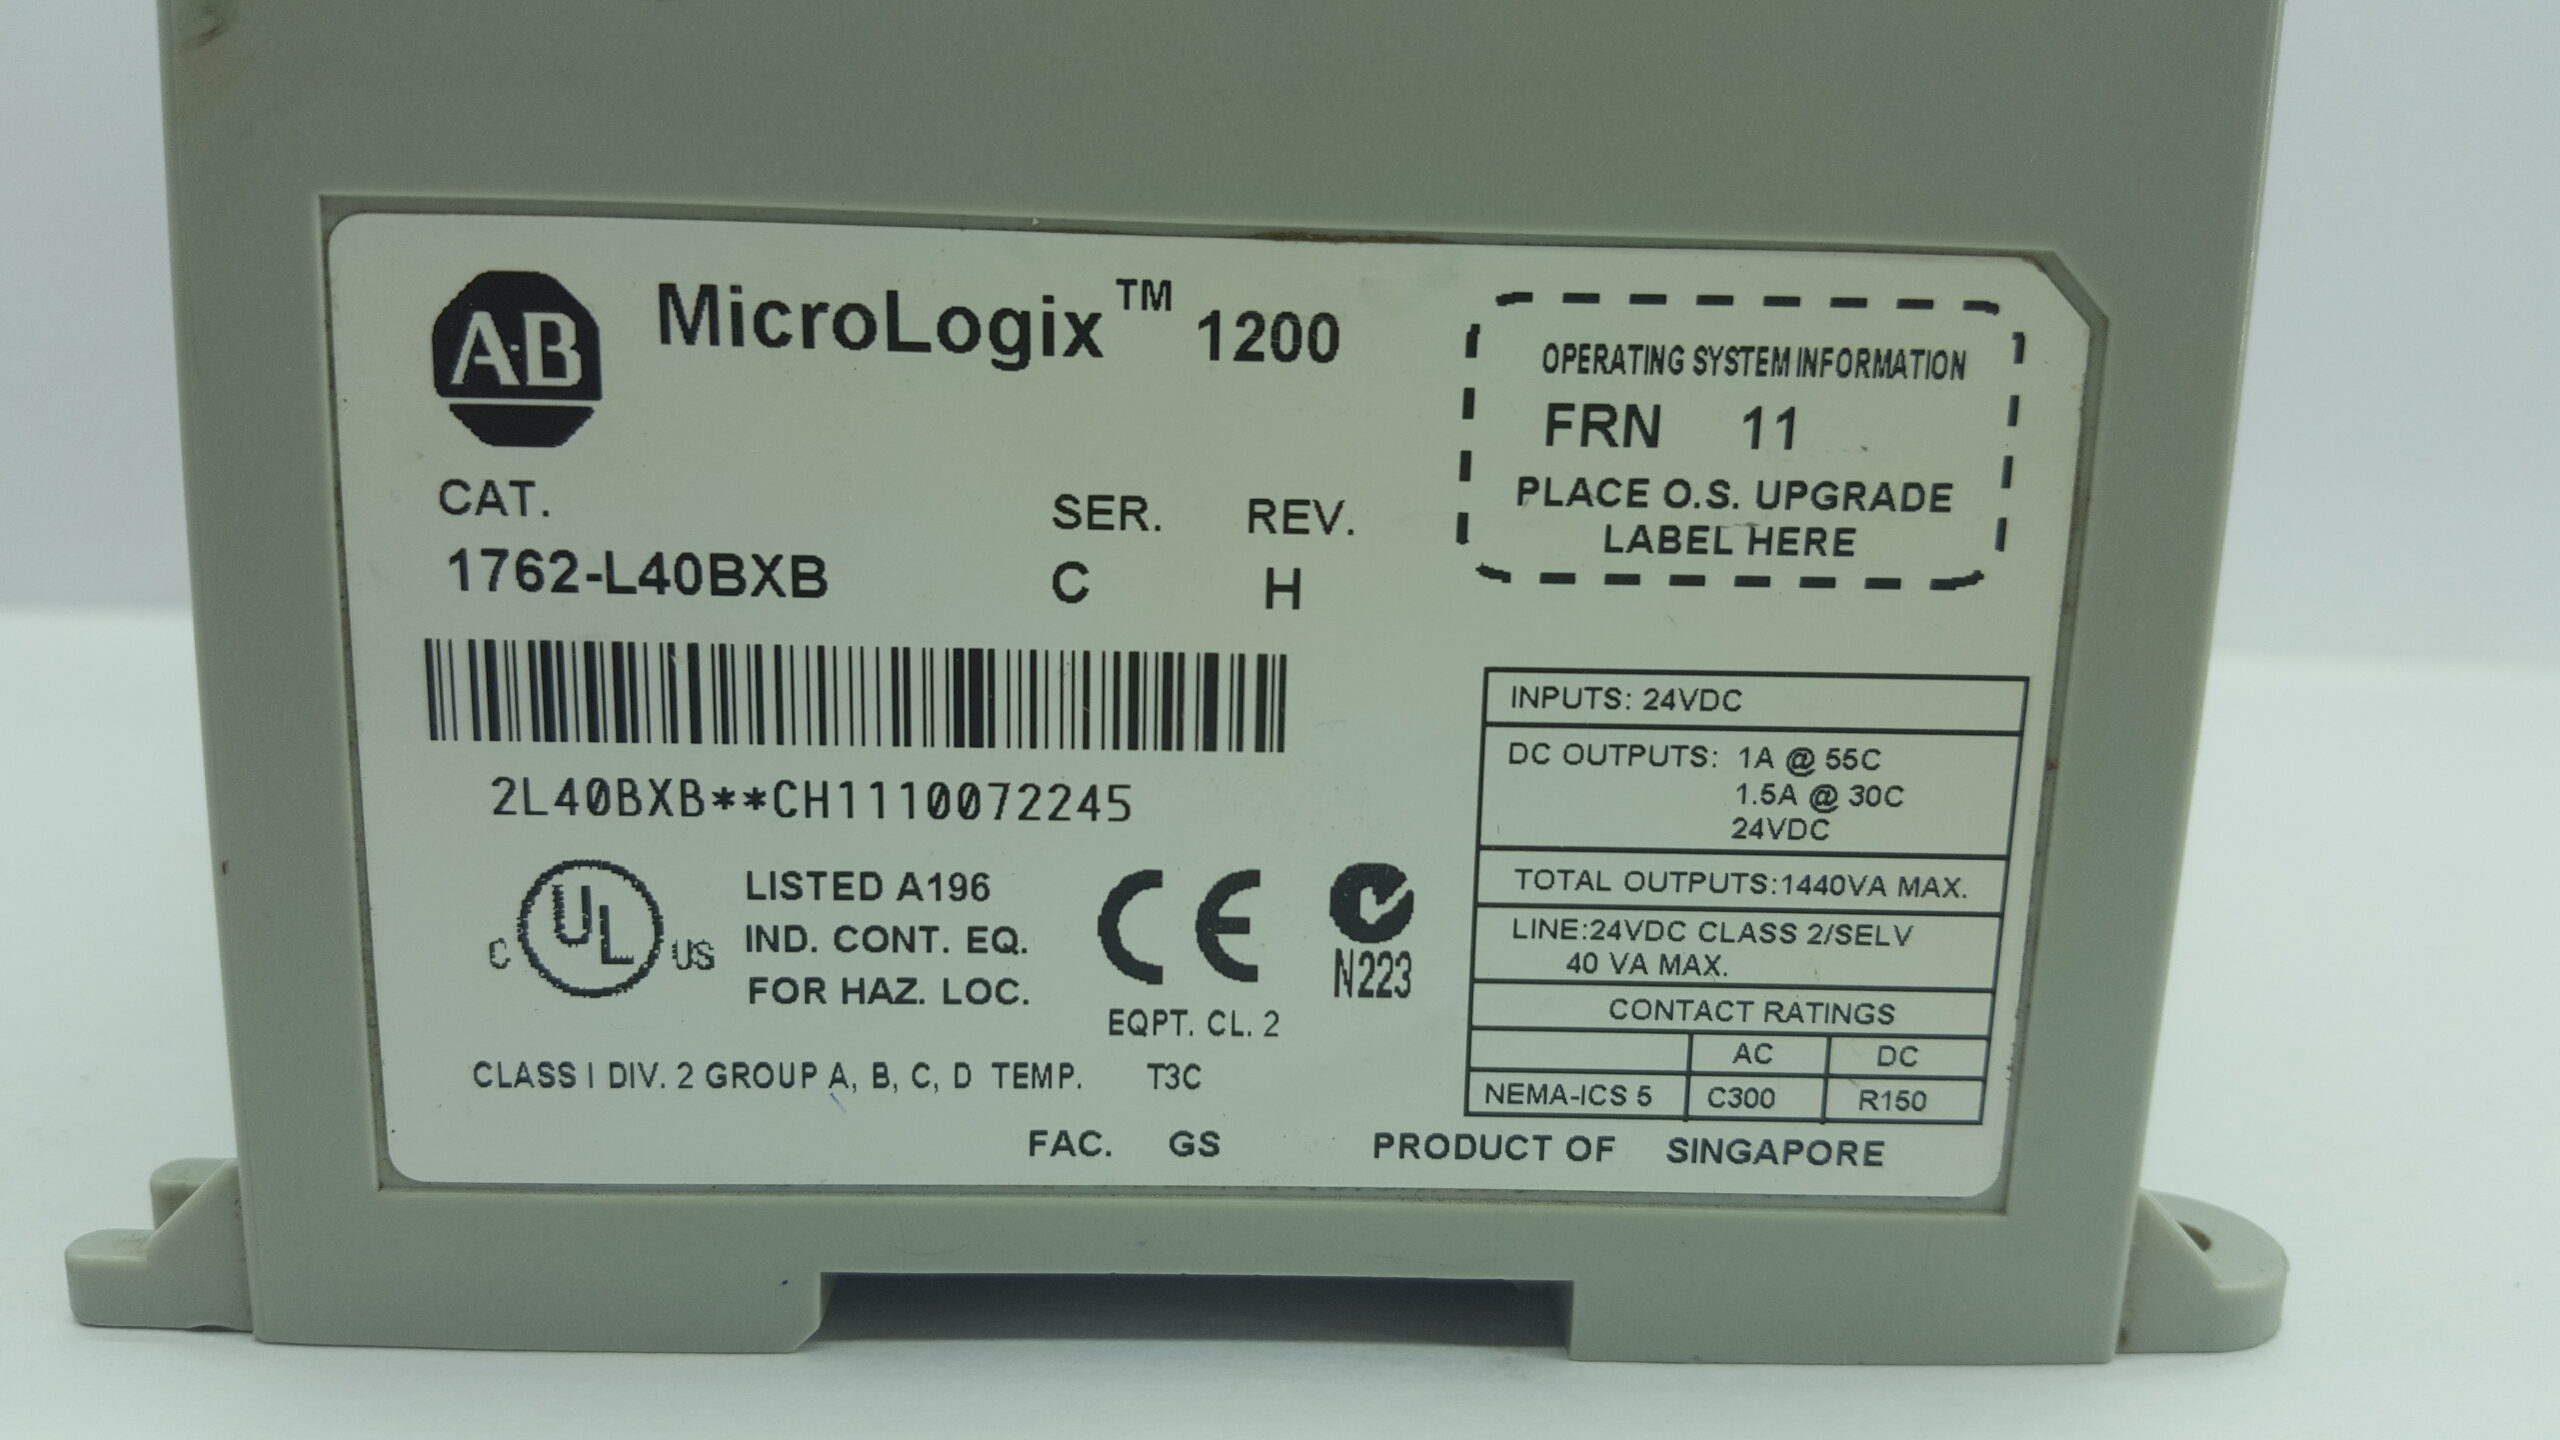 A-B
MicroLogix™ 1200
CAT.
SER.
REV.
1762-L40BXB
C
H
2L40BXB**CH1110072245
OPERATING SYSTEM INFORMATION
FRN 11
PLACE O.S. UPGRADE
LABEL HERE
C UL US
LISTED A196
IND. CONT. EQ.
FOR HAZ. LOC.
CE
EQPT. CL. 2
N223
CLASS I DIV. 2 GROUP A, B, C, D TEMP. T3C
INPUTS: 24VDC
DC OUTPUTS: 1A @ 55C
1.5A @ 30C
24VDC
TOTAL OUTPUTS:1440VA MAX.
LINE:24VDC CLASS 2/SELV
40 VA MAX.
CONTACT RATINGS
AC DC
NEMA-ICS 5 C300 R150
FAC. GS
PRODUCT OF SINGAPORE